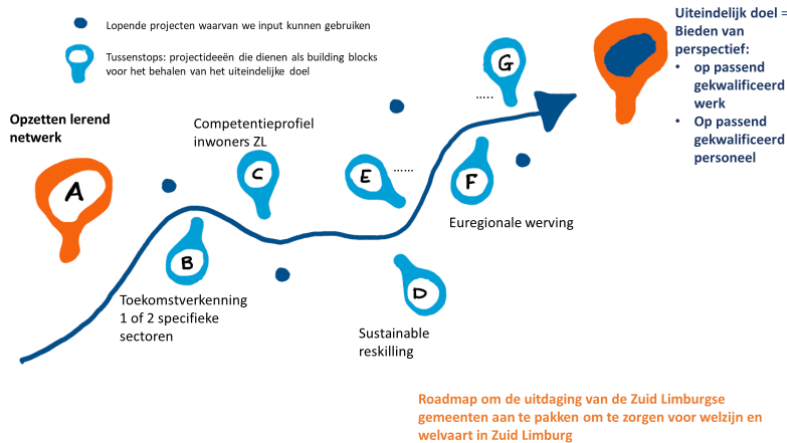 Lopende projecten waarvan we input kunnen gebruiken
Tussenstops: projectideeën die dienen als building blocks
voor het behalen van het uiteindelijke doel
Uiteindelijk doel =
Bieden van
perspectief:
• op passend
gekwalificeerd
werk
• Op passend
gekwalificeerd
personeel
Opzetten lerend
netwerk
A
Competentieprofiel
inwoners ZL
C
B
Toekomstverkenning
1 of 2 specifieke
sectoren
E
......
D
Sustainable
reskilling
G
.....
F
Euregionale werving
Roadmap om de uitdaging van de Zuid Limburgse
gemeenten aan te pakken om te zorgen voor welzijn en
welvaart in Zuid Limburg